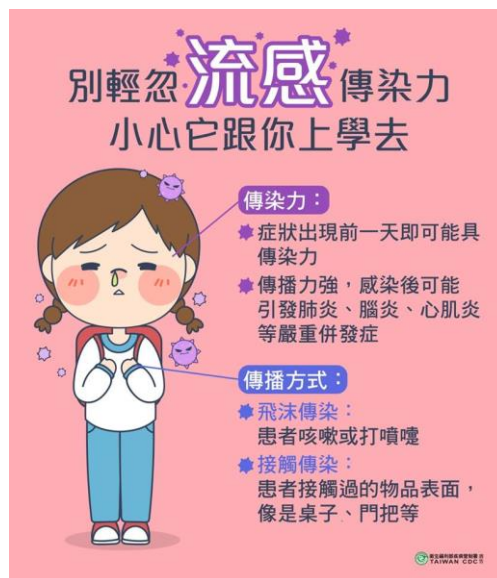 別輕忽流感傳染力
小心它跟你上學去
傳染力：
症狀出現前一天即可能具
傳染力
傳播力強，感染後可能
引發肺炎、腦炎、心肌炎
等嚴重併發症
傳播方式：
飛沫傳染：
患者咳嗽或打噴嚏
接觸傳染：
患者接觸過的物品表面，
像是桌子、門把等
TAIWAN CDC